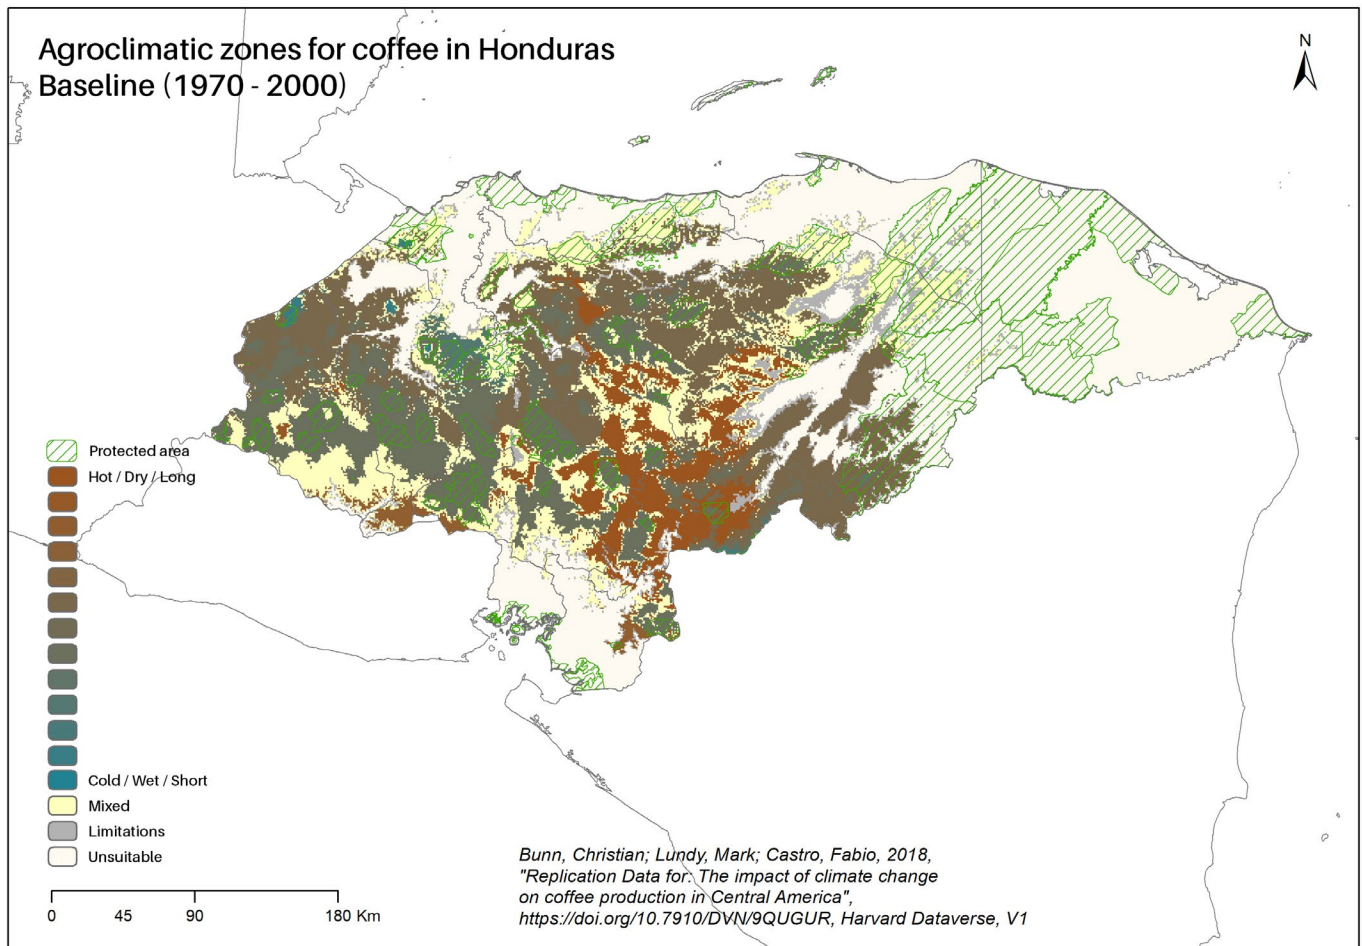 Agroclimatic zones for coffee in Honduras
Baseline (1970 - 2000)
N
Protected area
Hot / Dry / Long
Cold / Wet / Short
Mixed
Limitations
Unsuitable
0 45 90 180 Km
Bunn, Christian; Lundy, Mark; Castro, Fabio, 2018,
"Replication Data for: The impact of climate change
on coffee production in Central America",
https://doi.org/10.7910/DVN/9QUGUR, Harvard Dataverse, V1